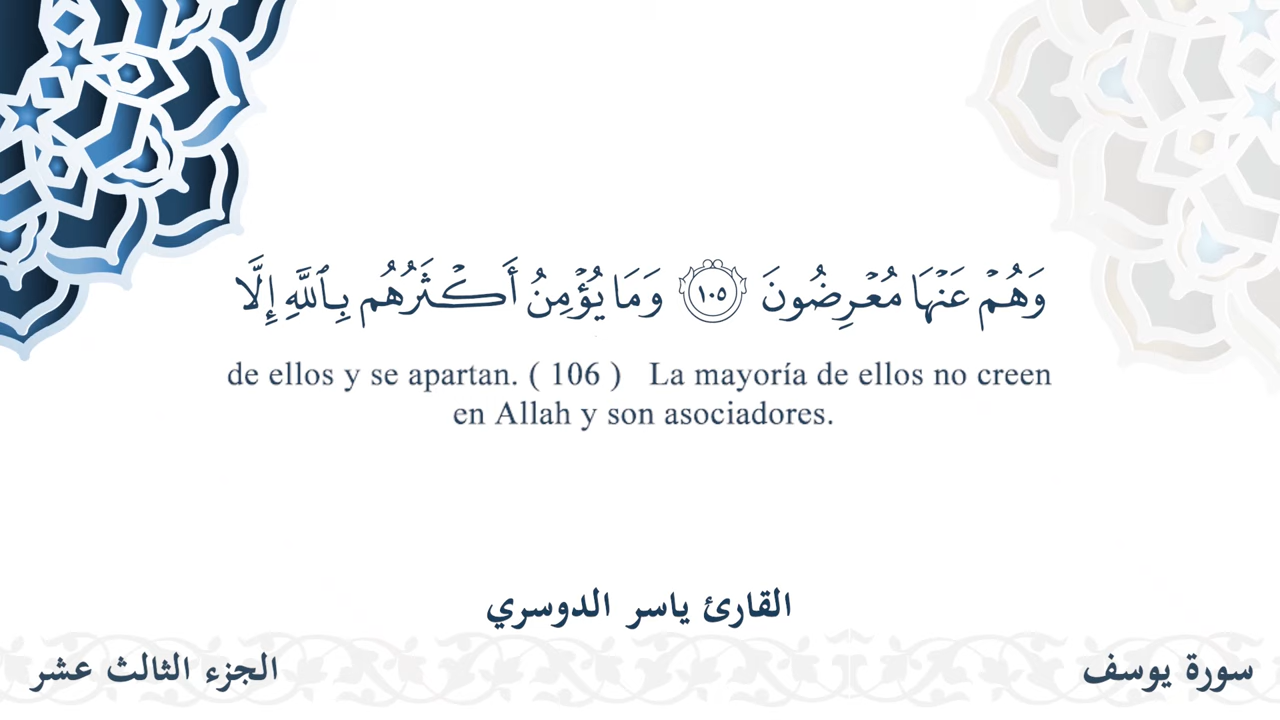 وَهُمۡ عَنۡهَا مُعۡرِضُونَ ١٠٥ وَمَا يُؤۡمِنُ أَكۡثَرُهُم بِٱللَّهِ إِلَّا
de ellos y se apartan. ( 106 ) La mayoría de ellos no creen
en Allah y son asociadores.
القارئ ياسر الدوسري
سورة يوسف
الجزء الثالث عشر